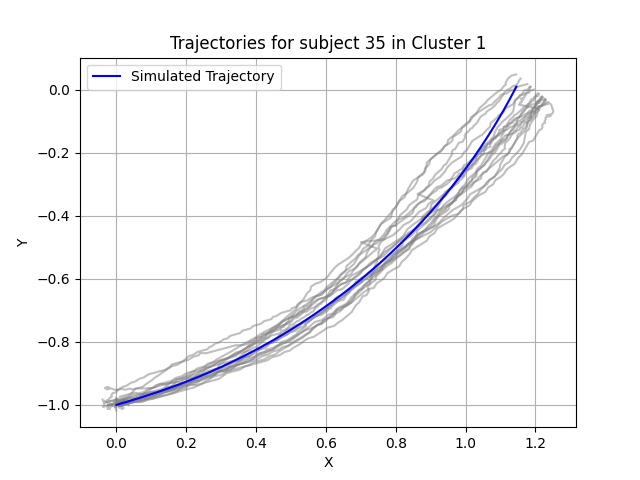 Trajectories for subject 35 in Cluster 1
Simulated Trajectory
0.0
−0.2
−0.4
−0.6
−0.8
−1.0
Y
0.0 0.2 0.4 0.6 0.8 1.0 1.2
X